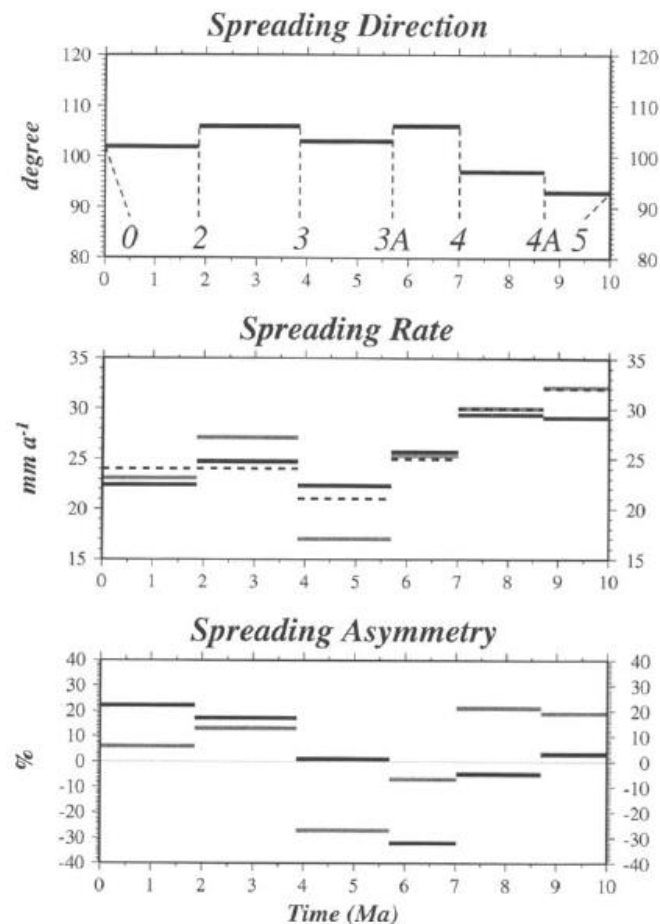 Spreading Direction
120 120
110 110
degree
100 100
90 90
0 2 3 3A 4 4A 5
80 80
0 1 2 3 4 5 6 7 8 9 10
Spreading Rate
35 35
30 30
mm a-1
25 25
20 20
15 15
0 1 2 3 4 5 6 7 8 9 10
Spreading Asymmetry
40 40
30 30
20 20
10 10
% 0 0
-10 -10
-20 -20
-30 -30
-40 -40
0 1 2 3 4 5 6 7 8 9 10
Time (Ma)